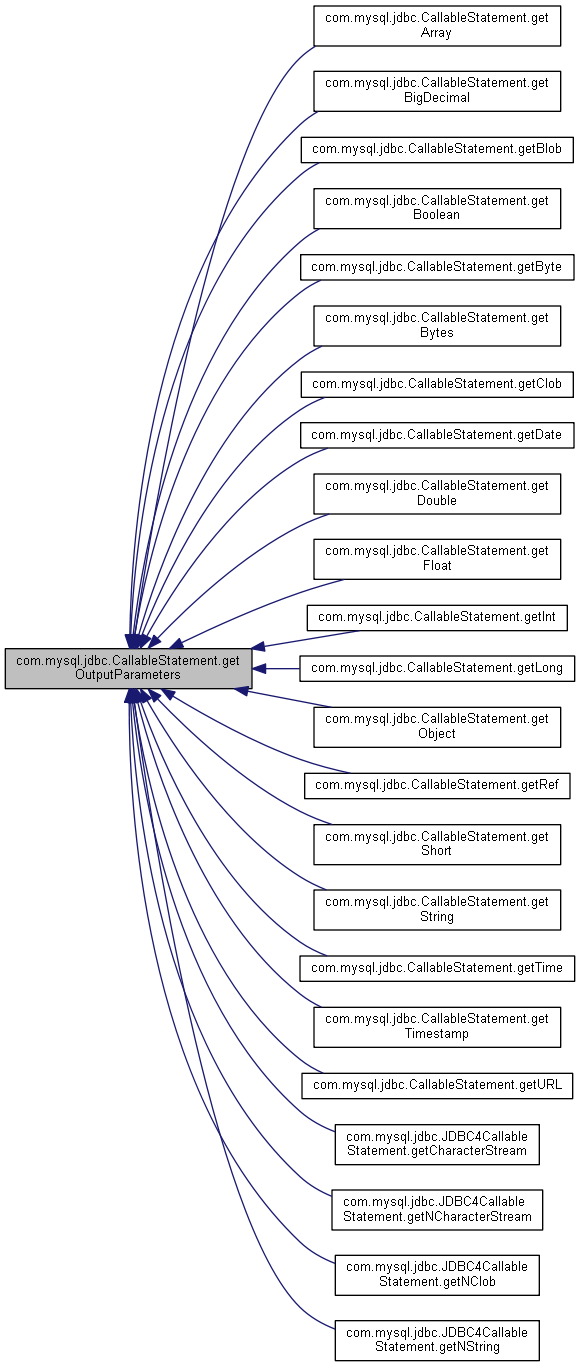 com.mysql.jdbc.CallableStatement.get
Array
com.mysql.jdbc.CallableStatement.get
BigDecimal
com.mysql.jdbc.CallableStatement.getBlob
com.mysql.jdbc.CallableStatement.get
Boolean
com.mysql.jdbc.CallableStatement.getByte
com.mysql.jdbc.CallableStatement.get
Bytes
com.mysql.jdbc.CallableStatement.getClob
com.mysql.jdbc.CallableStatement.getDate
com.mysql.jdbc.CallableStatement.get
Double
com.mysql.jdbc.CallableStatement.get
Float
com.mysql.jdbc.CallableStatement.getInt
com.mysql.jdbc.CallableStatement.get
OutputParameters
com.mysql.jdbc.CallableStatement.getLong
com.mysql.jdbc.CallableStatement.get
Object
com.mysql.jdbc.CallableStatement.getRef
com.mysql.jdbc.CallableStatement.get
Short
com.mysql.jdbc.CallableStatement.get
String
com.mysql.jdbc.CallableStatement.getTime
com.mysql.jdbc.CallableStatement.get
Timestamp
com.mysql.jdbc.CallableStatement.getURL
com.mysql.jdbc.JDBC4Callable
Statement.getCharacterStream
com.mysql.jdbc.JDBC4Callable
Statement.getNCharacterStream
com.mysql.jdbc.JDBC4Callable
Statement.getNClob
com.mysql.jdbc.JDBC4Callable
Statement.getNString